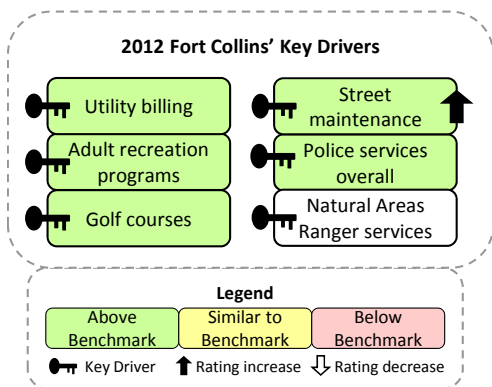 2012 Fort Collins' Key Drivers
Utility billing
Street
maintenance
Adult recreation
programs
Police services
overall
Golf courses
Natural Areas
Ranger services
Legend
Above
Benchmark
Similar to
Benchmark
Below
Benchmark
Key Driver
Rating increase
Rating decrease